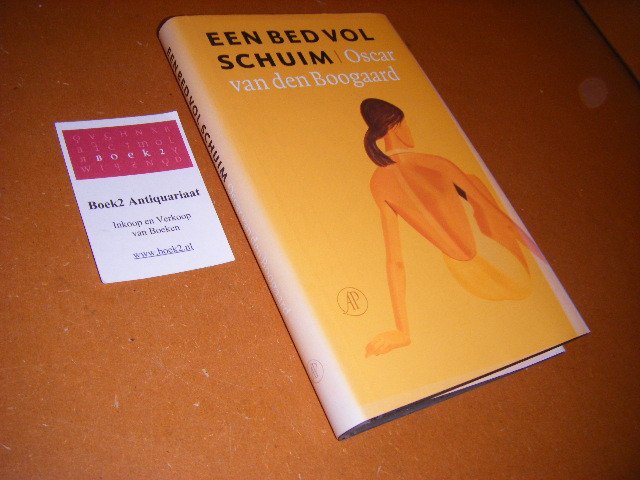 EEN BED VOL
SCHUIM | Oscar
van den Boogaard
EEN BED VOL SCHUIM
AP
BOEK2
Boek2 Antiquariaat
Inkoop en Verkoop
van Boeken
www.boek2.nl